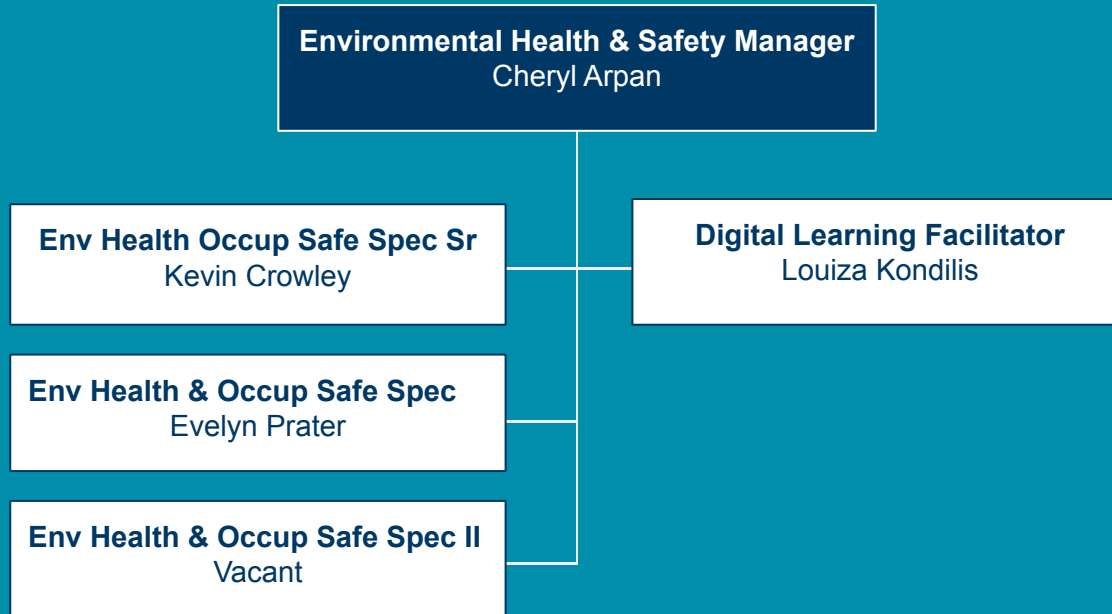 Environmental Health & Safety Manager
Cheryl Arpan
Env Health Occup Safe Spec Sr
Kevin Crowley
Digital Learning Facilitator
Louiza Kondilis
Env Health & Occup Safe Spec
Evelyn Prater
Env Health & Occup Safe Spec II
Vacant